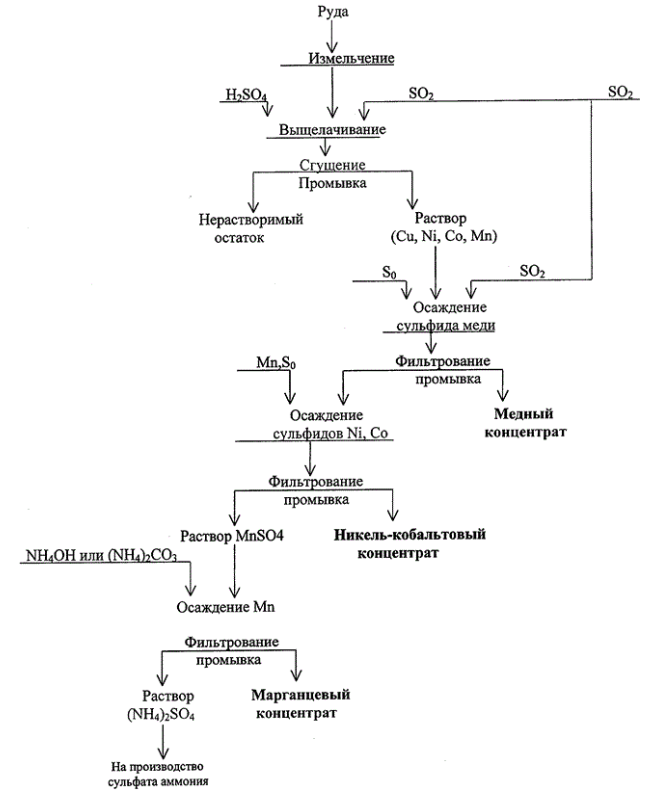 Руда
Измельчение
H₂SO₄
SO₂
SO₂
Выщелачивание
Сгущение
Промывка
Нерастворимый
остаток
Раствор
(Cu, Ni, Co, Mn)
S₀
SO₂
Осаждение
сульфида меди
Mn,S₀
Фильтрование
промывка
Осаждение
сульфидов Ni, Co
Медный
концентрат
Фильтрование
промывка
Раствор MnSO4
Никель-кобальтовый
концентрат
NH₄OH или (NH₄)₂CO₃
Осаждение Mn
Фильтрование
промывка
Раствор
(NH₄)₂SO₄
Марганцевый
концентрат
На производство
сульфата аммония